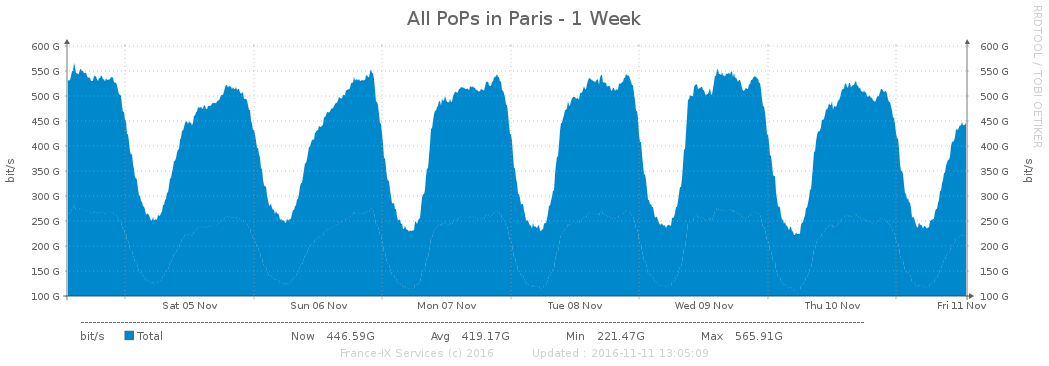 All PoPs in Paris - 1 Week
RRDTOOL / TOBI OETIKER
600 G 600 G
550 G 550 G
500 G 500 G
450 G 450 G
400 G 400 G
350 G 350 G
300 G 300 G
250 G 250 G
200 G 200 G
150 G 150 G
100 G 100 G
bit/s bit/s
Sat 05 Nov Sun 06 Nov Mon 07 Nov Tue 08 Nov Wed 09 Nov Thu 10 Nov Fri 11 Nov
bit/s Total Now 446.59G Avg 419.17G Min 221.47G Max 565.91G
France-IX Services (c) 2016 Updated : 2016-11-11 13:05:09